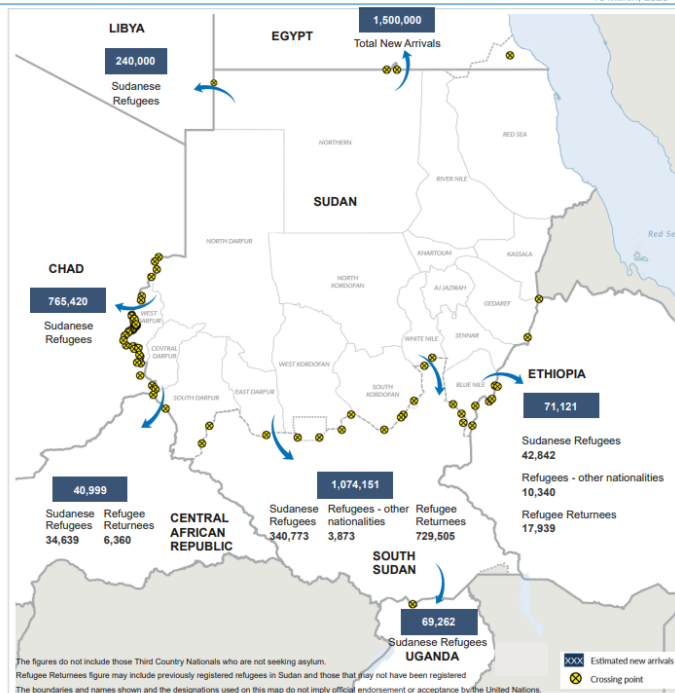 LIBYA
240,000
Sudanese
Refugees
EGYPT
1,500,000
Total New Arrivals
RED SEA
NORTHERN
RIVER NILE
SUDAN
Red Se
NORTH DARFUR
KHARTOUM
KASSALA
NORTH
KORDOFAN
AJ JAZIRAH
GEDAREF
CHAD
765,420
Sudanese
Refugees
WEST
DARFUR
CENTRAL
DARFUR
WHITE NILE
SENNAR
WEST KORDOFAN
SOUTH
KORDOFAN
BLUE NILE
EAST DARFUR
SOUTH DARFUR
ETHIOPIA
71,121
Sudanese Refugees
42,842
Refugees - other nationalities
10,340
Refugee Returnees
17,939
40,999
Sudanese
Refugees
34,639
Refugee
Returnees
6,360
CENTRAL
AFRICAN
REPUBLIC
1,074,151
Sudanese
Refugees
340,773
Refugees - other
nationalities
3,873
Refugee
Returnees
729,505
SOUTH
SUDAN
69,262
Sudanese Refugees
UGANDA
The figures do not include those Third Country Nationals who are not seeking asylum.
Refugee Returnees figure may include previously registered refugees in Sudan and those that may not have been registered
The boundaries and names shown and the designations used on this map do not imply official endorsement or acceptance by the United Nations.
XXX Estimated new arrivals
Crossing point